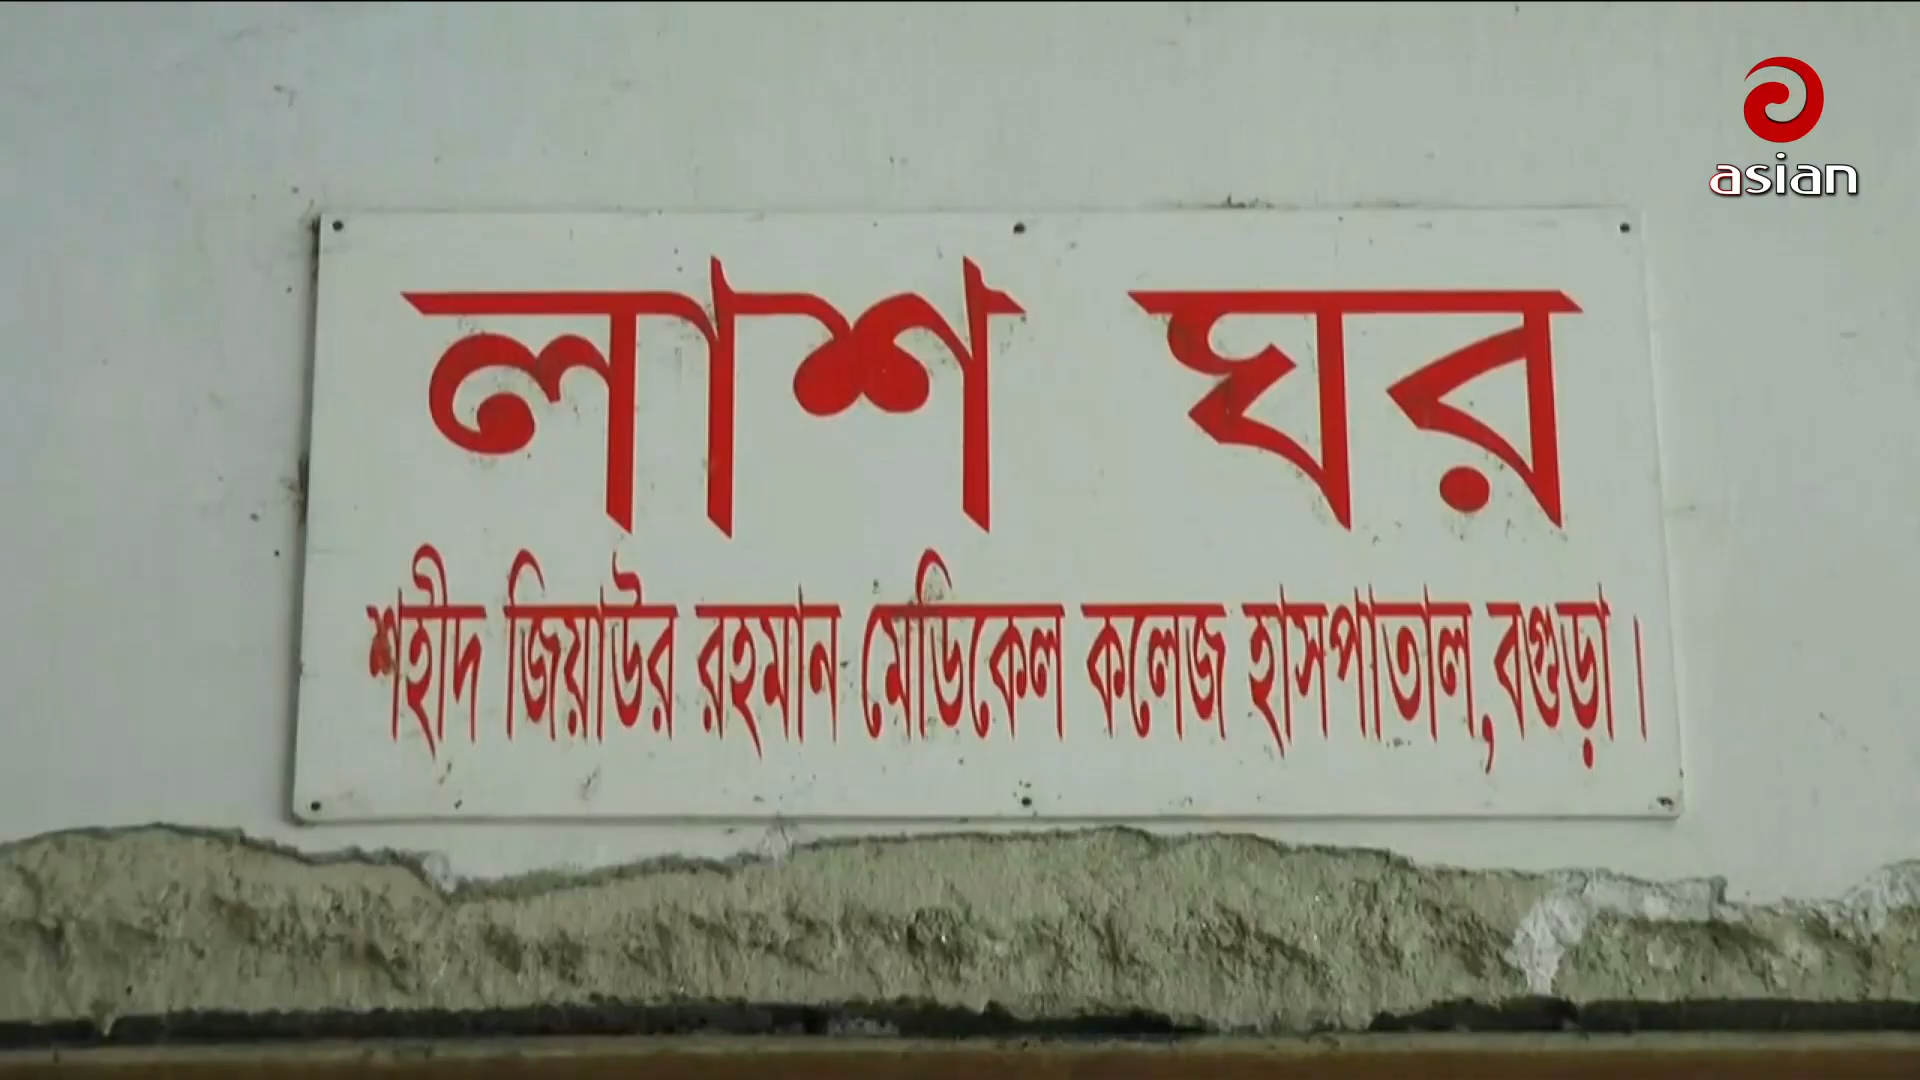 asian
লাশ ঘর
শহীদ জিয়াউর রহমান মেডিকেল কলেজ হাসপাতাল,বগুড়া।